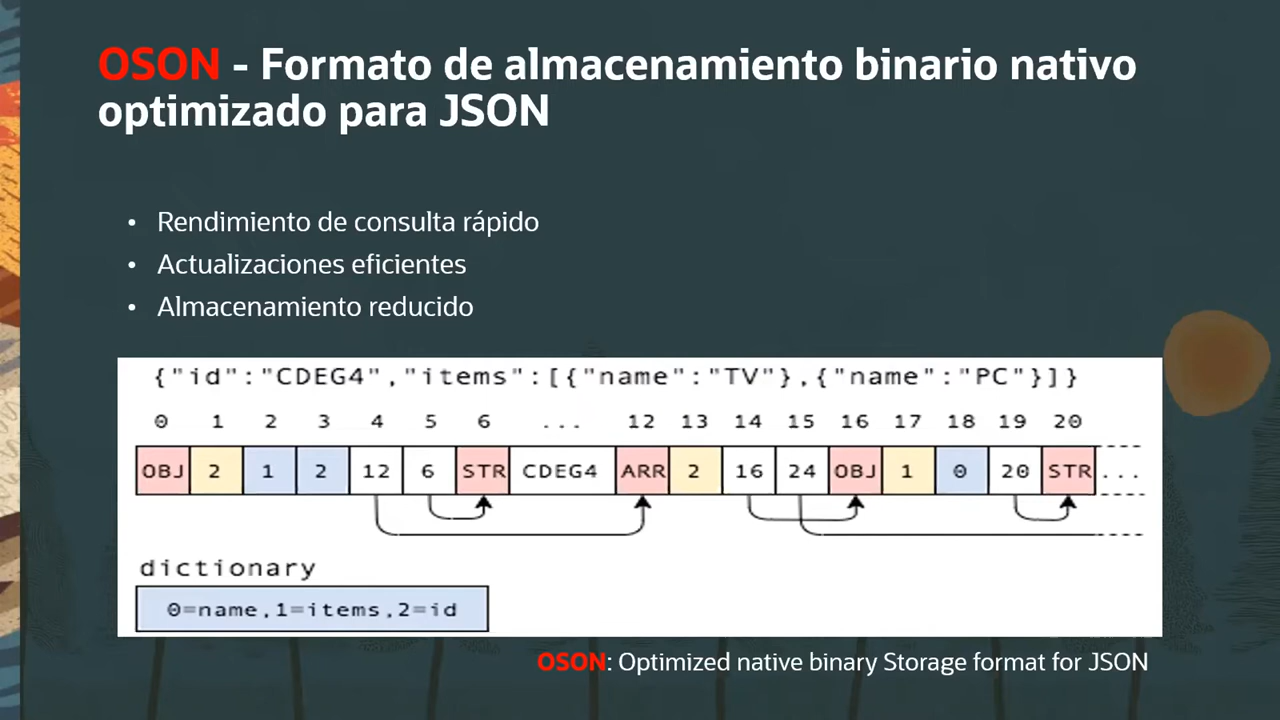 OSON - Formato de almacenamiento binario nativo
optimizado para JSON
• Rendimiento de consulta rápido
• Actualizaciones eficientes
• Almacenamiento reducido
{"id":"CDEG4","items":[{"name":"TV"},{"name":"PC"}]}
0 1 2 3 4 5 6 ... 12 13 14 15 16 17 18 19 20
OBJ 2 1 2 12 6 STR CDEG4 ARR 2 16 24 OBJ 1 0 20 STR ...
dictionary
0=name,1=items,2=id
OSON: Optimized native binary Storage format for JSON